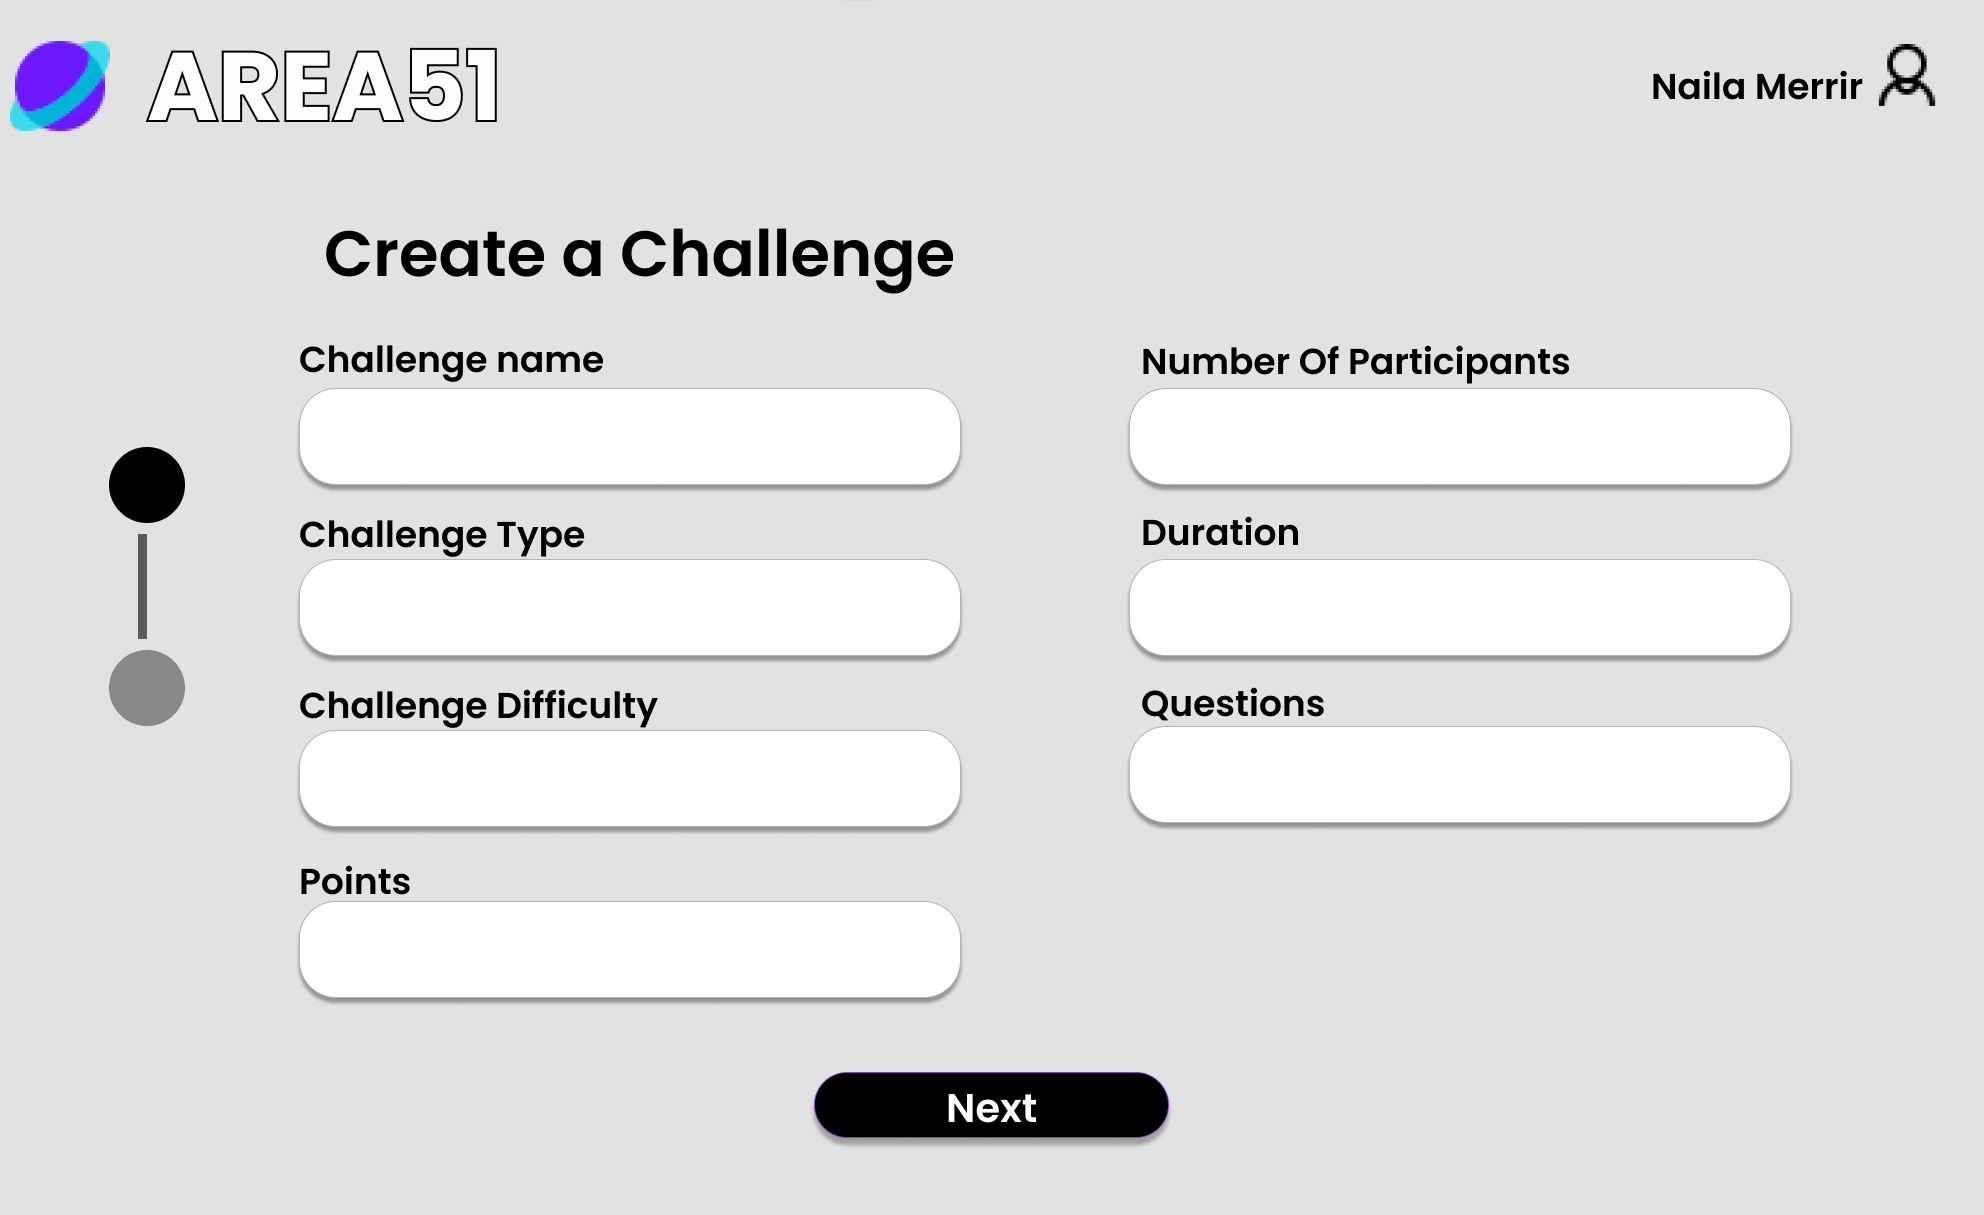 AREA51
Naila Merrir
Create a Challenge
Challenge name
Number Of Participants
Challenge Type
Duration
Challenge Difficulty
Questions
Points
Next